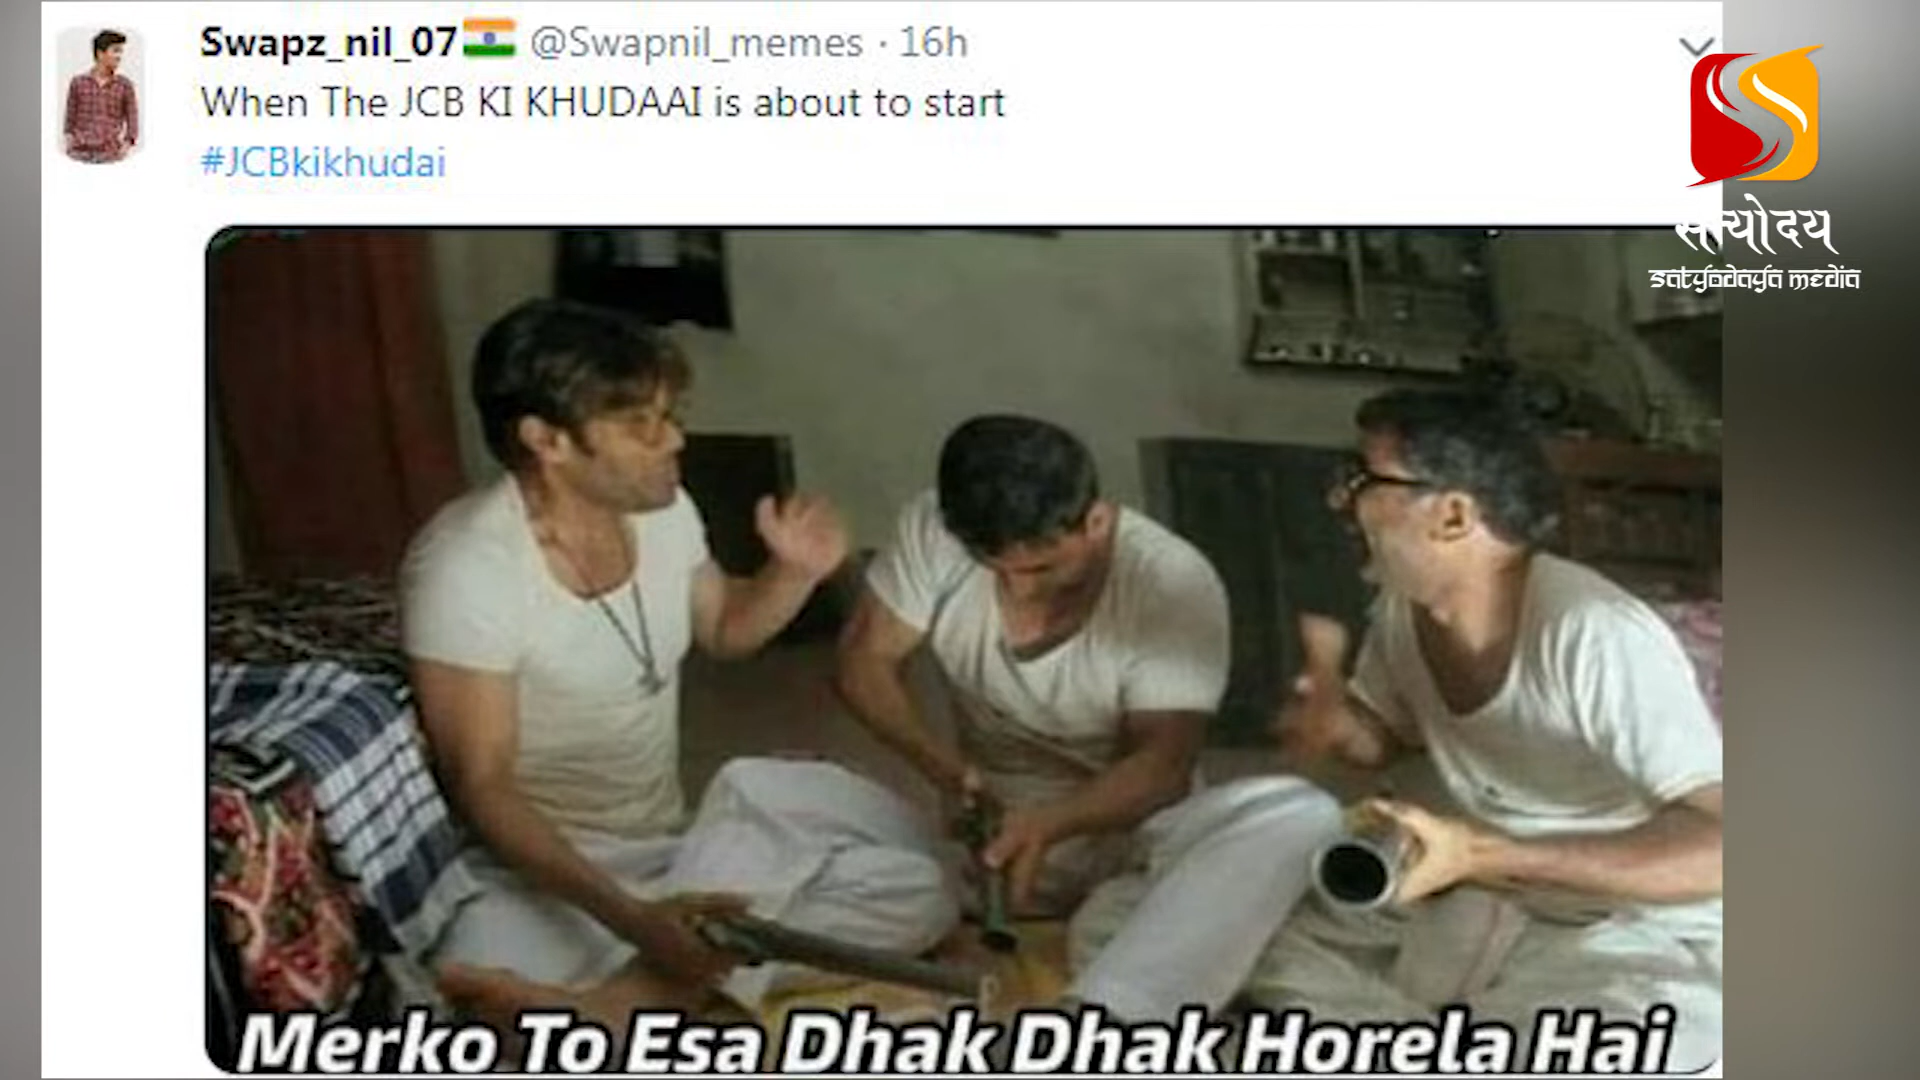 Swapz_nil_07🇮🇳 @Swapnil_memes · 16h
When The JCB KI KHUDAAI is about to start
#JCBkikhudai
सत्योदय
satyodaya media
Merko To Esa Dhak Dhak Horela Hai